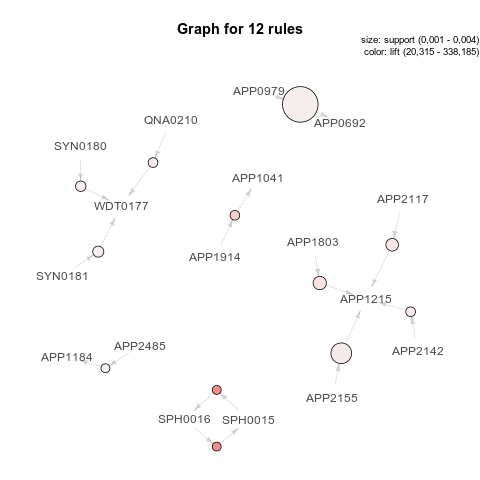 Graph for 12 rules
size: support (0,001 - 0,004)
color: lift (20,315 - 338,185)
APP0979
APP0692
QNA0210
SYN0180
WDT0177
SYN0181
APP1041
APP1914
APP2117
APP1803
APP1215
APP2142
APP2155
APP2485
APP1184
SPH0016
SPH0015